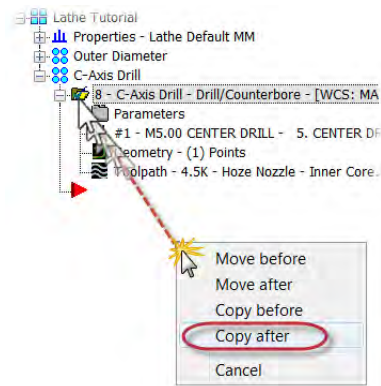 Lathe Tutorial
Properties - Lathe Default MM
Outer Diameter
C-Axis Drill
8 - C-Axis Drill - Drill/Counterbore - [WCS: MA
Parameters
#1 - M5.00 CENTER DRILL - 5. CENTER DR
Geometry - (1) Points
Toolpath - 4.5K - Hoze Nozzle - Inner Core.
Move before
Move after
Copy before
Copy after
Cancel